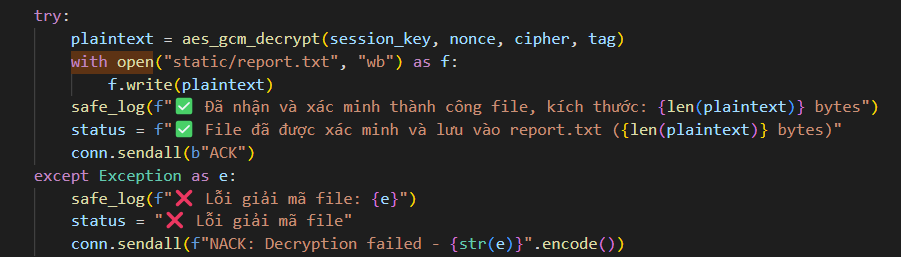 try:
    plaintext = aes_gcm_decrypt(session_key, nonce, cipher, tag)
    with open("static/report.txt", "wb") as f:
        f.write(plaintext)
    safe_log(f"✅ Đã nhận và xác minh thành công file, kích thước: {len(plaintext)} bytes")
    status = f"✅ File đã được xác minh và lưu vào report.txt ({len(plaintext)} bytes)"
    conn.sendall(b"ACK")
except Exception as e:
    safe_log(f"❌ Lỗi giải mã file: {e}")
    status = "❌ Lỗi giải mã file"
    conn.sendall(f"NACK: Decryption failed - {str(e)}".encode())